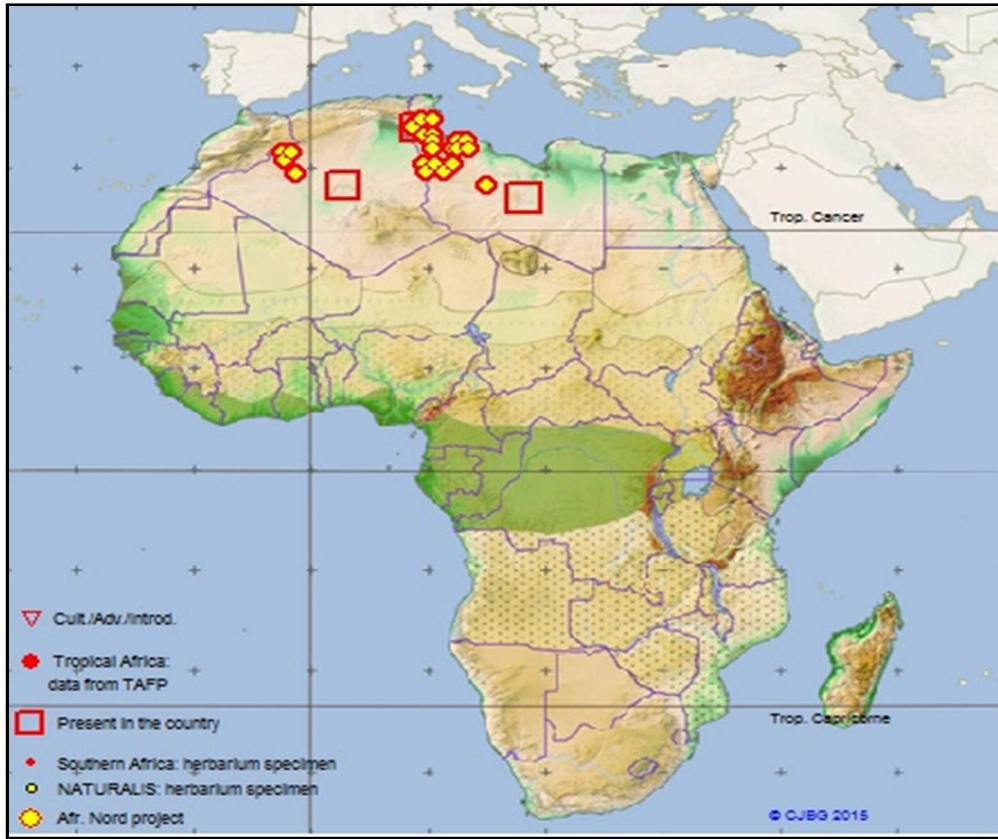 Trop. Cancer
Cult./Adv./Introd.
Tropical Africa:
data from TAFP
Present in the country
Southern Africa: herbarium specimen
NATURALIS: herbarium specimen
Afr. Nord project
Trop. Capricorne
© CJBG 2015